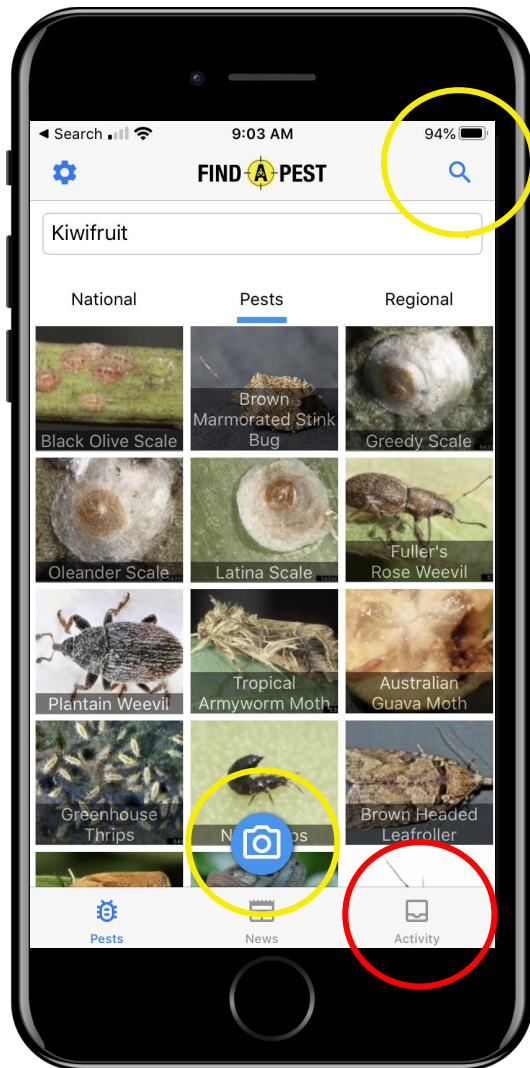 ◀ Search
9:03 AM
94%
FIND A PEST
Kiwifruit
National
Pests
Regional
Black Olive Scale
Brown
Marmorated Stink
Bug
Greedy Scale
Oleander Scale
Latina Scale
Fuller's
Rose Weevil
Plantain Weevil
Tropical
Armyworm Moth
Australian
Guava Moth
Greenhouse
Thrips
Brown Headed
Leafroller
Pests
News
Activity